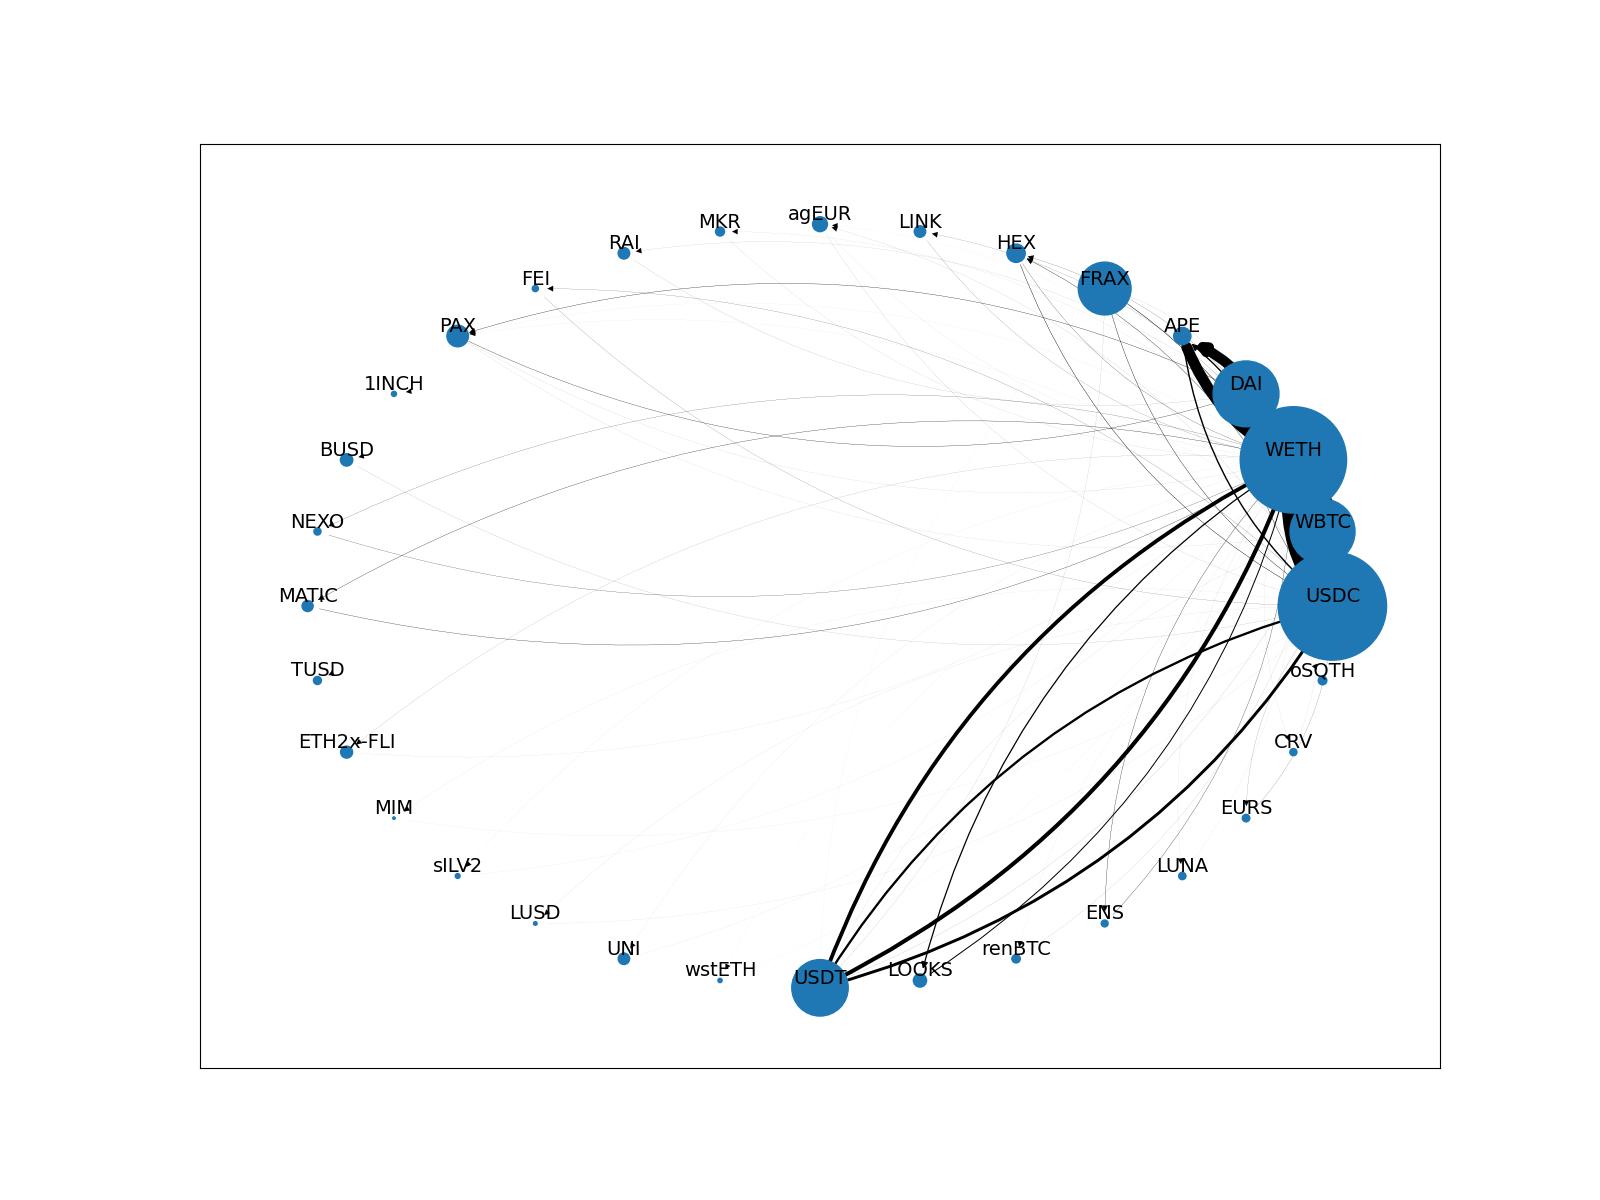 agEUR
MKR
LINK
RAI
HEX
FEI
FRAX
PAX
APE
1INCH
DAI
BUSD
WETH
NEXO
WBTC
MATIC
USDC
TUSD
oSQTH
ETH2x-FLI
CRV
MIM
EURS
sILV2
LUNA
LUSD
ENS
UNI
renBTC
wstETH
LOOKS
USDT